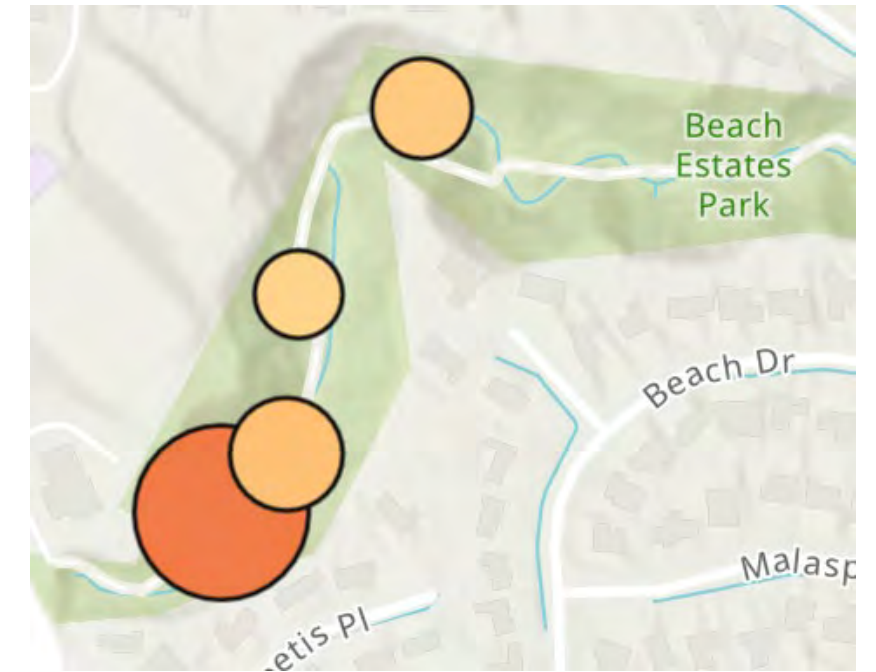 Beach
Estates
Park
Beach Dr
Malasp
etis Pl